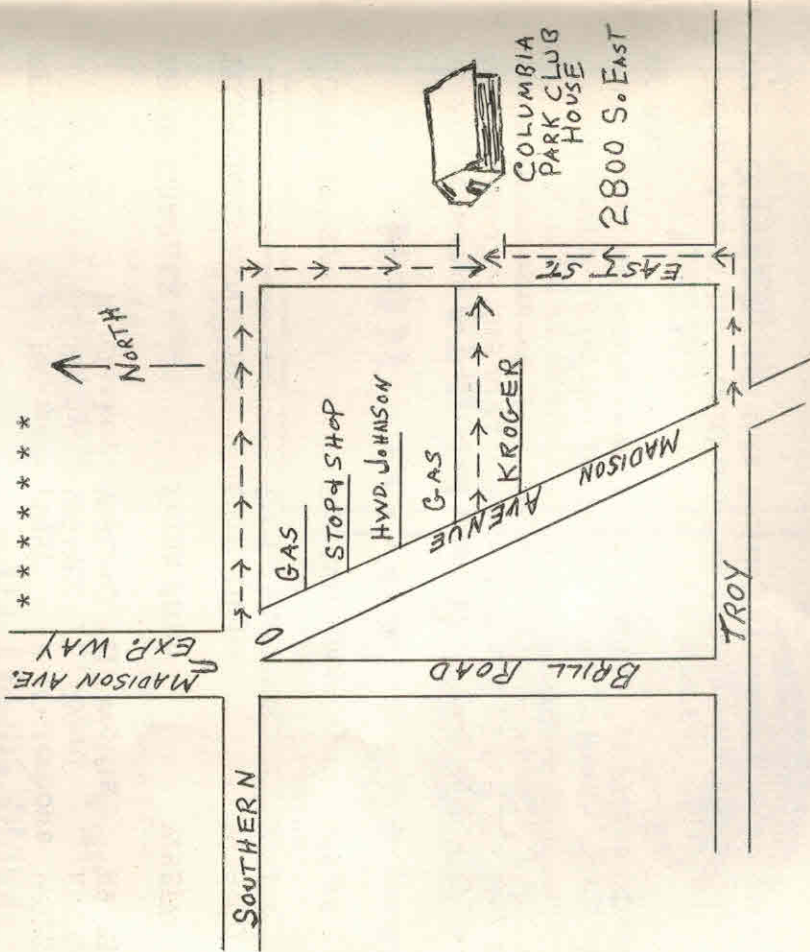 * * * * * * *
NORTH
MADISON AVE.
EXP. WAY
SOUTHERN
GAS
STOP & SHOP
HWD. JOHNSON
GAS
KROGER
AVENUE
MADISON
BRILL ROAD
TROY
EAST ST.
COLUMBIA
PARK CLUB
HOUSE
2800 So. EAST